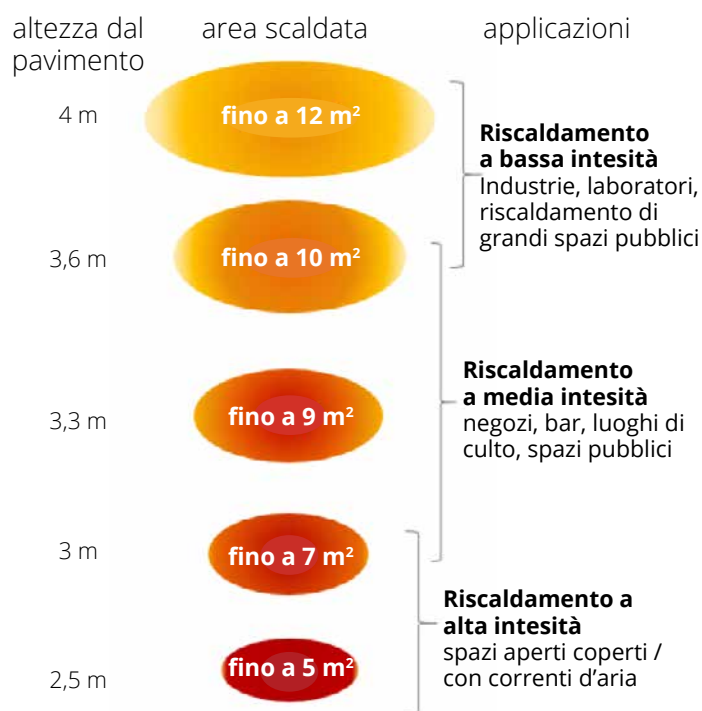 altezza dal
pavimento
area scaldata
applicazioni
4 m
fino a 12 m²
Riscaldamento
a bassa intesità
Industrie, laboratori,
riscaldamento di
grandi spazi pubblici
3,6 m
fino a 10 m²
Riscaldamento
a media intesità
negozi, bar, luoghi di
culto, spazi pubblici
3,3 m
fino a 9 m²
3 m
fino a 7 m²
Riscaldamento a
alta intesità
spazi aperti coperti /
con correnti d’aria
2,5 m
fino a 5 m²